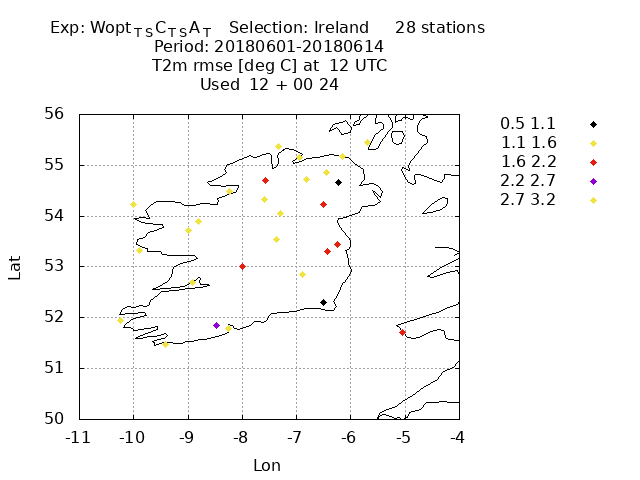 Exp: Wopt TS C TS A T Selection: Ireland 28 stations
Period: 20180601-20180614
T2m rmse [deg C] at 12 UTC
Used 12 + 00 24
0.5 1.1
1.1 1.6
1.6 2.2
2.2 2.7
2.7 3.2
56
55
54
53
52
51
50
Lat
-11 -10 -9 -8 -7 -6 -5 -4
Lon